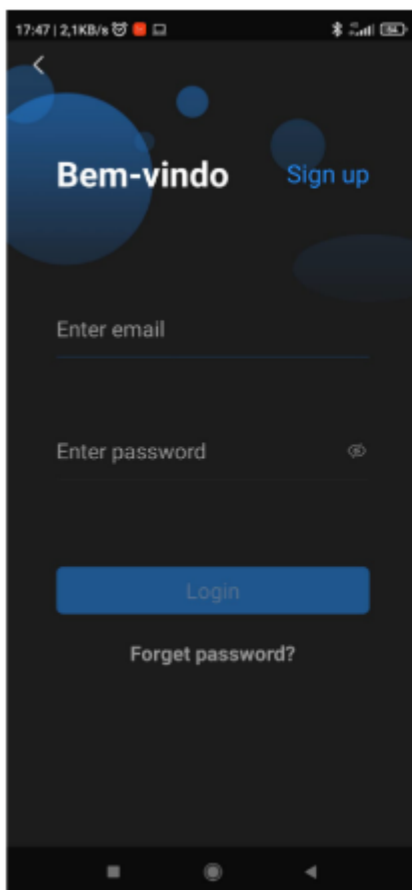 17:47 | 2,1KB/s
Bem-vindo
Sign up
Enter email
Enter password
Login
Forget password?